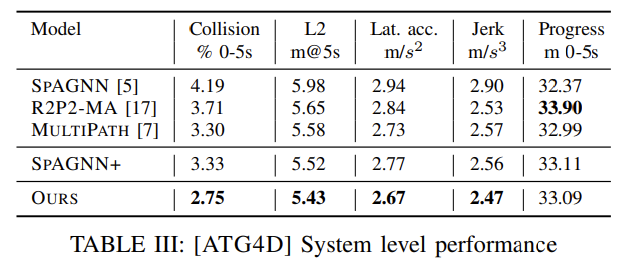 Model Collision L2 Lat. acc. Jerk Progress
% 0-5s m@5s m/s² m/s³ m 0-5s
SPAGNN [5] 4.19 5.98 2.94 2.90 32.37
R2P2-MA [17] 3.71 5.65 2.84 2.53 33.90
MULTIPATH [7] 3.30 5.58 2.73 2.57 32.99
SPAGNN+ 3.33 5.52 2.77 2.56 33.11
OURS 2.75 5.43 2.67 2.47 33.09
TABLE III: [ATG4D] System level performance